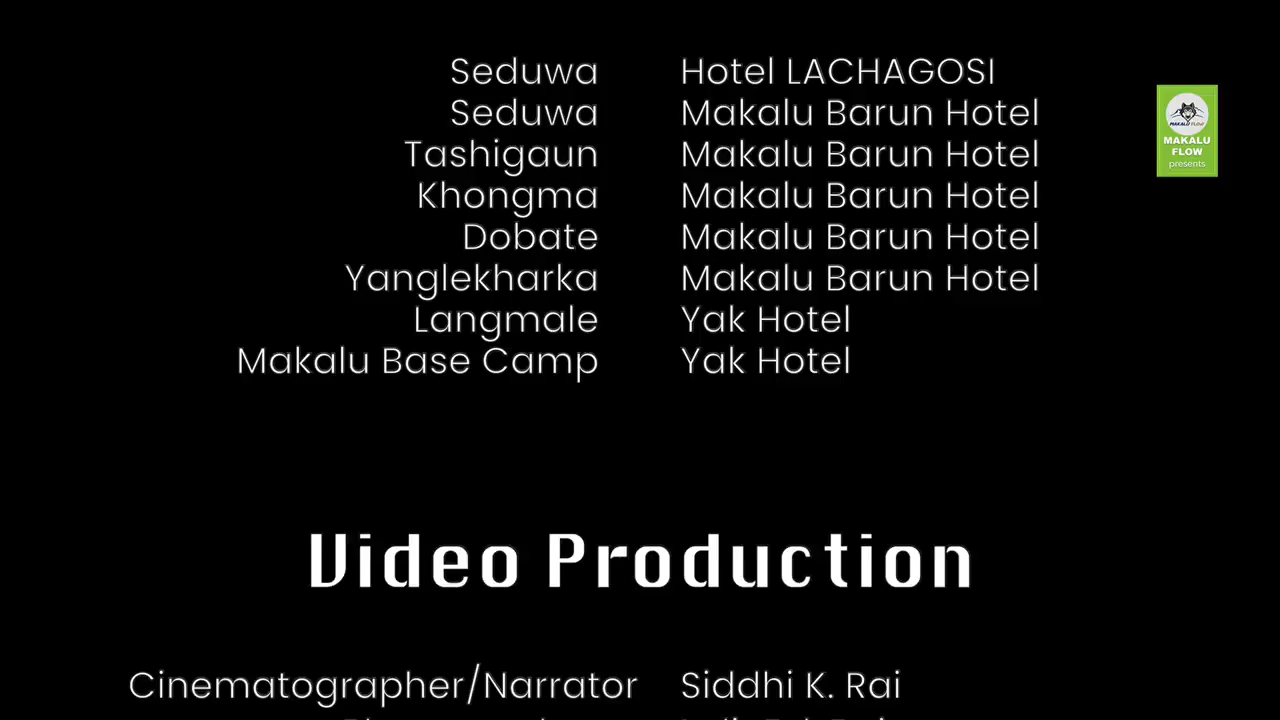 Seduwa Hotel LACHAGOSI
Seduwa Makalu Barun Hotel
Tashigaun Makalu Barun Hotel
Khongma Makalu Barun Hotel
Dobate Makalu Barun Hotel
Yanglekharka Makalu Barun Hotel
Langmale Yak Hotel
Makalu Base Camp Yak Hotel
MAKALU FLOW
MAKALU
FLOW
presents
Video Production
Cinematographer/Narrator Siddhi K. Rai